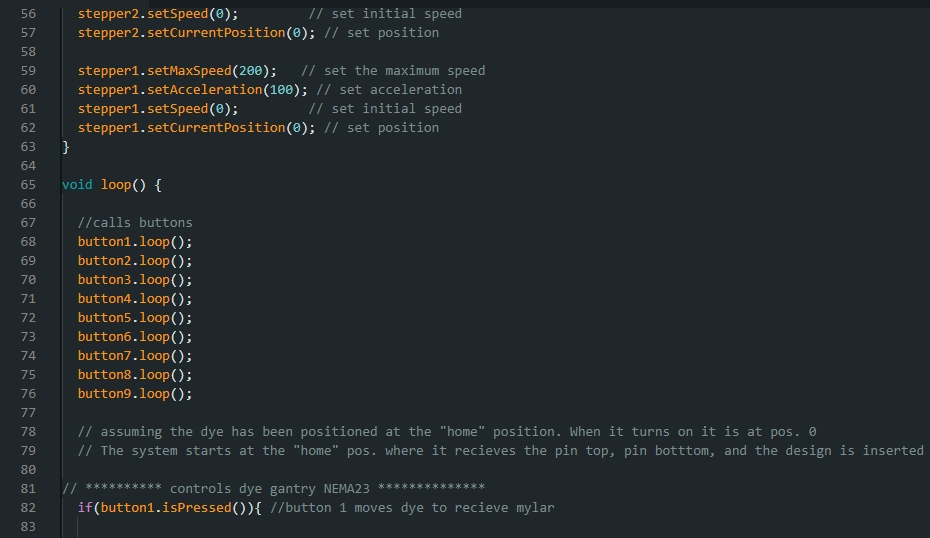 56 stepper2.setSpeed(0); // set initial speed
57 stepper2.setCurrentPosition(0); // set position
58
59 stepper1.setMaxSpeed(200); // set the maximum speed
60 stepper1.setAcceleration(100); // set acceleration
61 stepper1.setSpeed(0); // set initial speed
62 stepper1.setCurrentPosition(0); // set position
63 }
64
65 void loop() {
66
67 //calls buttons
68 button1.loop();
69 button2.loop();
70 button3.loop();
71 button4.loop();
72 button5.loop();
73 button6.loop();
74 button7.loop();
75 button8.loop();
76 button9.loop();
77
78 // assuming the dye has been positioned at the "home" position. When it turns on it is at pos. 0
79 // The system starts at the "home" pos. where it recieves the pin top, pin botttom, and the design is inserted
80
81 // ********** controls dye gantry NEMA23 **************
82 if(button1.isPressed()){ //button 1 moves dye to recieve mylar
83